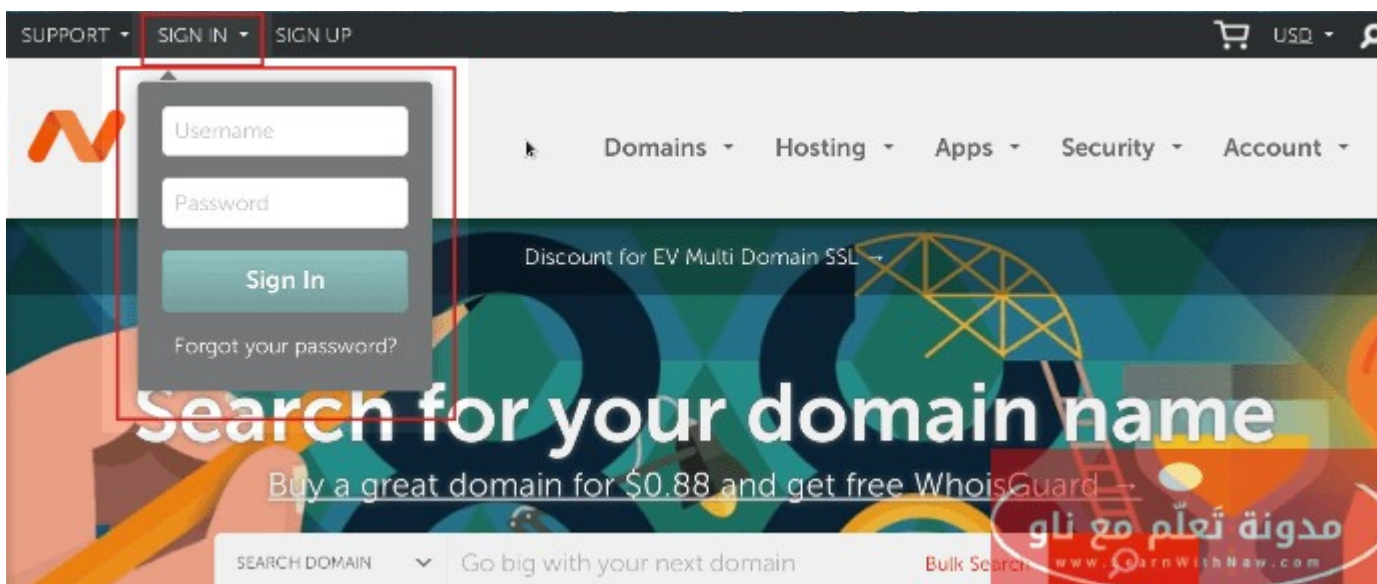 SUPPORT SIGN IN SIGN UP USD
Username
Domains Hosting Apps Security Account
Password
Discount for EV Multi Domain SSL →
Sign In
Forgot your password?
Search for your domain name
Buy a great domain for $0.88 and get free WhoisGuard →
SEARCH DOMAIN Go big with your next domain Bulk Search
مدونة تَعلّم مع ناو
www.LearnWithNaw.com